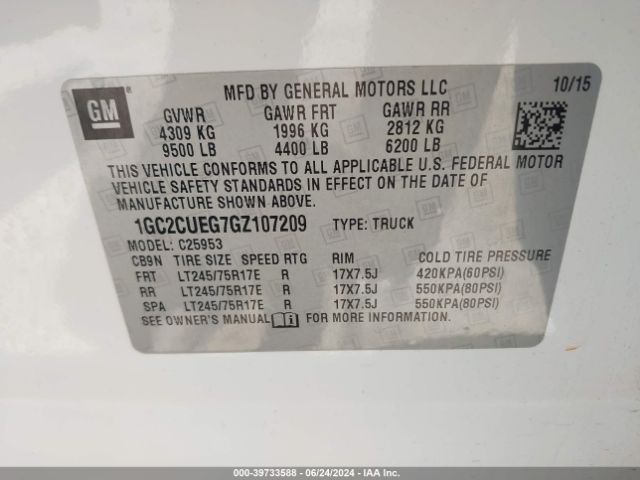 GM
MFD BY GENERAL MOTORS LLC 10/15
GVWR GAWR FRT GAWR RR
4309 KG 1996 KG 2812 KG
9500 LB 4400 LB 6200 LB
THIS VEHICLE CONFORMS TO ALL APPLICABLE U.S. FEDERAL MOTOR
VEHICLE SAFETY STANDARDS IN EFFECT ON THE DATE OF
MANUFACTURE SHOWN ABOVE.
1GC2CUEG7GZ107209 TYPE: TRUCK
MODEL: C25953
CB9N TIRE SIZE SPEED RTG RIM COLD TIRE PRESSURE
FRT LT245/75R17E R 17X7.5J 420KPA(60PSI)
RR LT245/75R17E R 17X7.5J 550KPA(80PSI)
SPA LT245/75R17E R 17X7.5J 550KPA(80PSI)
SEE OWNER'S MANUAL FOR MORE INFORMATION.
000-39733588 - 06/24/2024 - IAA Inc.